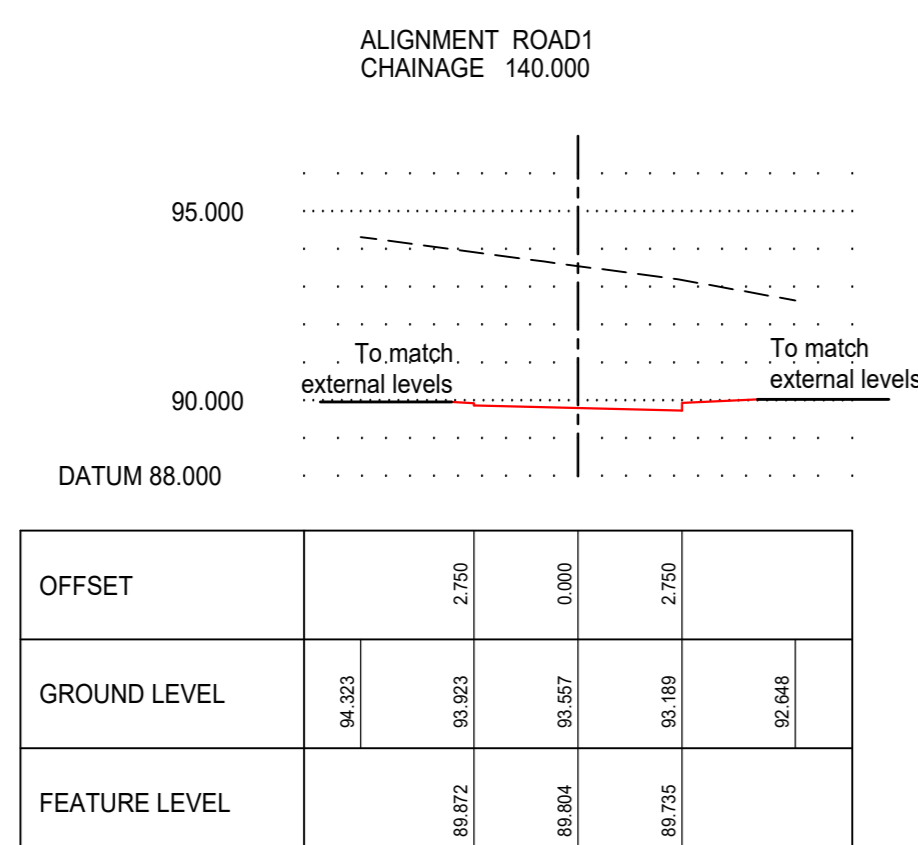 ALIGNMENT ROAD1
CHAINAGE 140.000
95.000
To match
external levels
To match
external levels
90.000
DATUM 88.000
OFFSET
2.750
0.000
2.750
GROUND LEVEL
94.323
93.923
93.557
93.189
92.648
FEATURE LEVEL
89.872
89.804
89.735